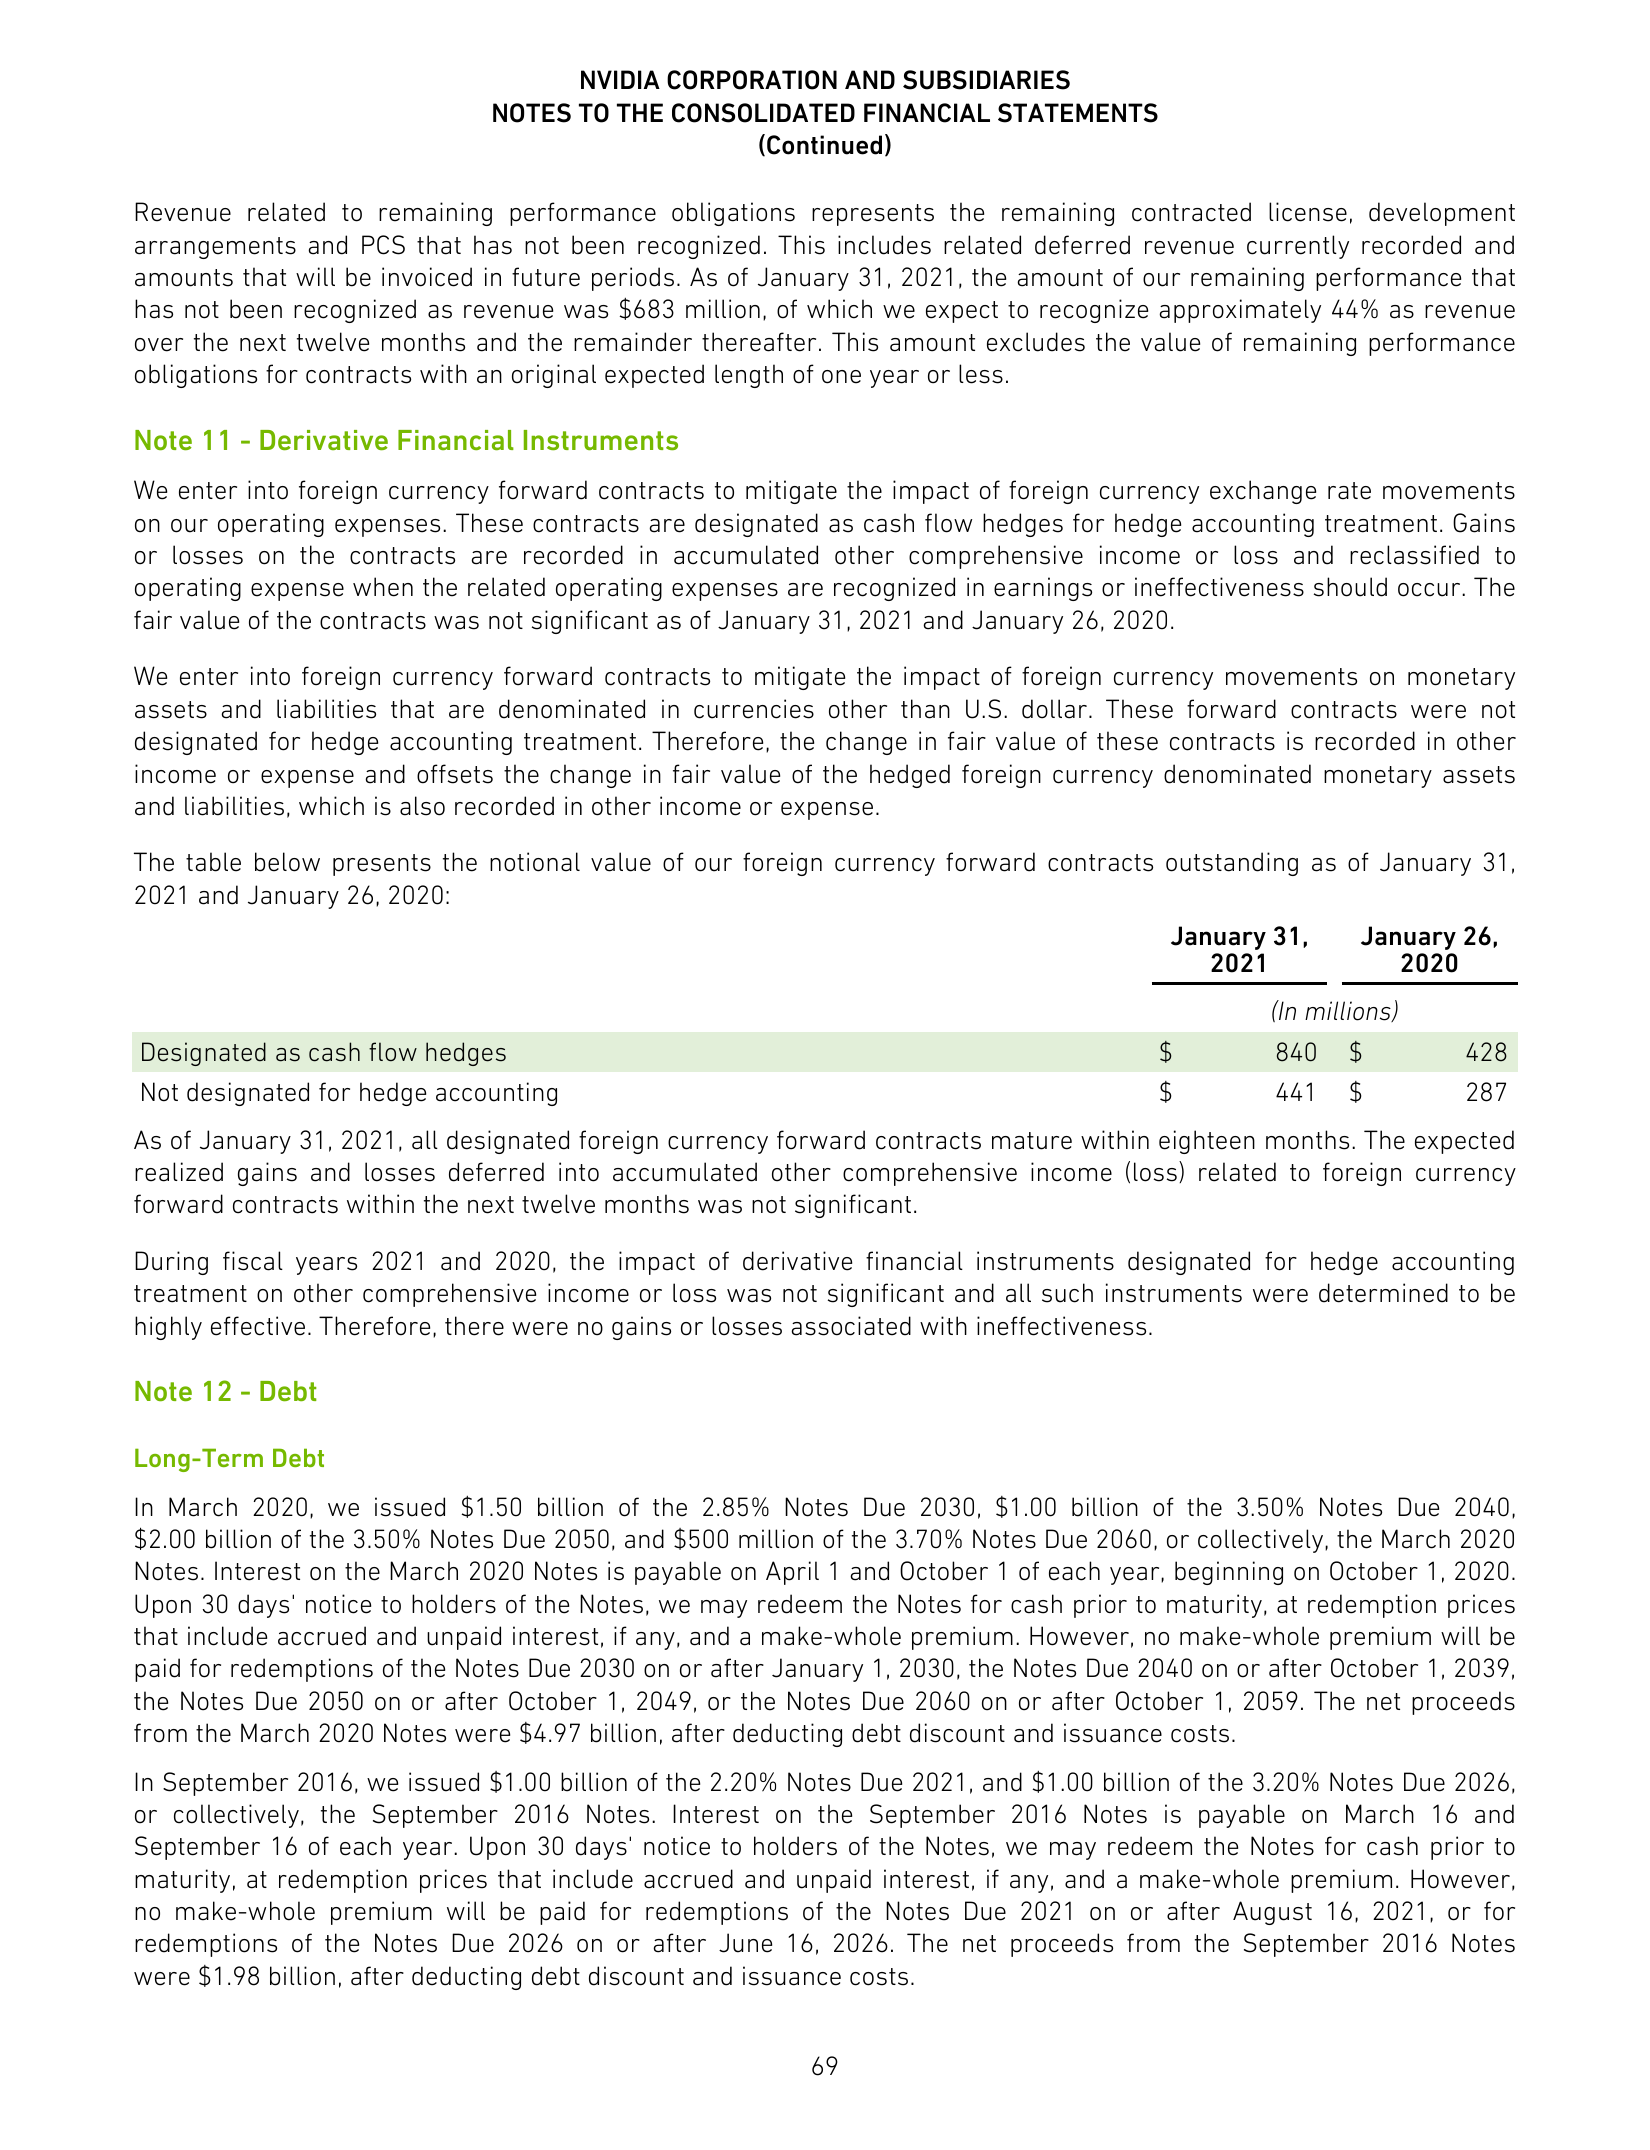 NVIDIA CORPORATION AND SUBSIDIARIES
NOTES TO THE CONSOLIDATED FINANCIAL STATEMENTS
(Continued)
Revenue related to remaining performance obligations represents the remaining contracted license, development
arrangements and PCS that has not been recognized. This includes related deferred revenue currently recorded and
amounts that will be invoiced in future periods. As of January 31, 2021, the amount of our remaining performance that
has not been recognized as revenue was $683 million, of which we expect to recognize approximately 44% as revenue
over the next twelve months and the remainder thereafter. This amount excludes the value of remaining performance
obligations for contracts with an original expected length of one year or less.
Note 11 - Derivative Financial Instruments
We enter into foreign currency forward contracts to mitigate the impact of foreign currency exchange rate movements
on our operating expenses. These contracts are designated as cash flow hedges for hedge accounting treatment. Gains
or losses on the contracts are recorded in accumulated other comprehensive income or loss and reclassified to
operating expense when the related operating expenses are recognized in earnings or ineffectiveness should occur. The
fair value of the contracts was not significant as of January 31, 2021 and January 26, 2020.
We enter into foreign currency forward contracts to mitigate the impact of foreign currency movements on monetary
assets and liabilities that are denominated in currencies other than U.S. dollar. These forward contracts were not
designated for hedge accounting treatment. Therefore, the change in fair value of these contracts is recorded in other
income or expense and offsets the change in fair value of the hedged foreign currency denominated monetary assets
and liabilities, which is also recorded in other income or expense.
The table below presents the notional value of our foreign currency forward contracts outstanding as of January 31,
2021 and January 26, 2020:
January 31, January 26,
2021 2020
(In millions)
Designated as cash flow hedges $ 840 $ 428
Not designated for hedge accounting $ 441 $ 287
As of January 31, 2021, all designated foreign currency forward contracts mature within eighteen months. The expected
realized gains and losses deferred into accumulated other comprehensive income (loss) related to foreign currency
forward contracts within the next twelve months was not significant.
During fiscal years 2021 and 2020, the impact of derivative financial instruments designated for hedge accounting
treatment on other comprehensive income or loss was not significant and all such instruments were determined to be
highly effective. Therefore, there were no gains or losses associated with ineffectiveness.
Note 12 - Debt
Long-Term Debt
In March 2020, we issued $1.50 billion of the 2.85% Notes Due 2030, $1.00 billion of the 3.50% Notes Due 2040,
$2.00 billion of the 3.50% Notes Due 2050, and $500 million of the 3.70% Notes Due 2060, or collectively, the March 2020
Notes. Interest on the March 2020 Notes is payable on April 1 and October 1 of each year, beginning on October 1, 2020.
Upon 30 days' notice to holders of the Notes, we may redeem the Notes for cash prior to maturity, at redemption prices
that include accrued and unpaid interest, if any, and a make-whole premium. However, no make-whole premium will be
paid for redemptions of the Notes Due 2030 on or after January 1, 2030, the Notes Due 2040 on or after October 1, 2039,
the Notes Due 2050 on or after October 1, 2049, or the Notes Due 2060 on or after October 1, 2059. The net proceeds
from the March 2020 Notes were $4.97 billion, after deducting debt discount and issuance costs.
In September 2016, we issued $1.00 billion of the 2.20% Notes Due 2021, and $1.00 billion of the 3.20% Notes Due 2026,
or collectively, the September 2016 Notes. Interest on the September 2016 Notes is payable on March 16 and
September 16 of each year. Upon 30 days' notice to holders of the Notes, we may redeem the Notes for cash prior to
maturity, at redemption prices that include accrued and unpaid interest, if any, and a make-whole premium. However,
no make-whole premium will be paid for redemptions of the Notes Due 2021 on or after August 16, 2021, or for
redemptions of the Notes Due 2026 on or after June 16, 2026. The net proceeds from the September 2016 Notes
were $1.98 billion, after deducting debt discount and issuance costs.
69